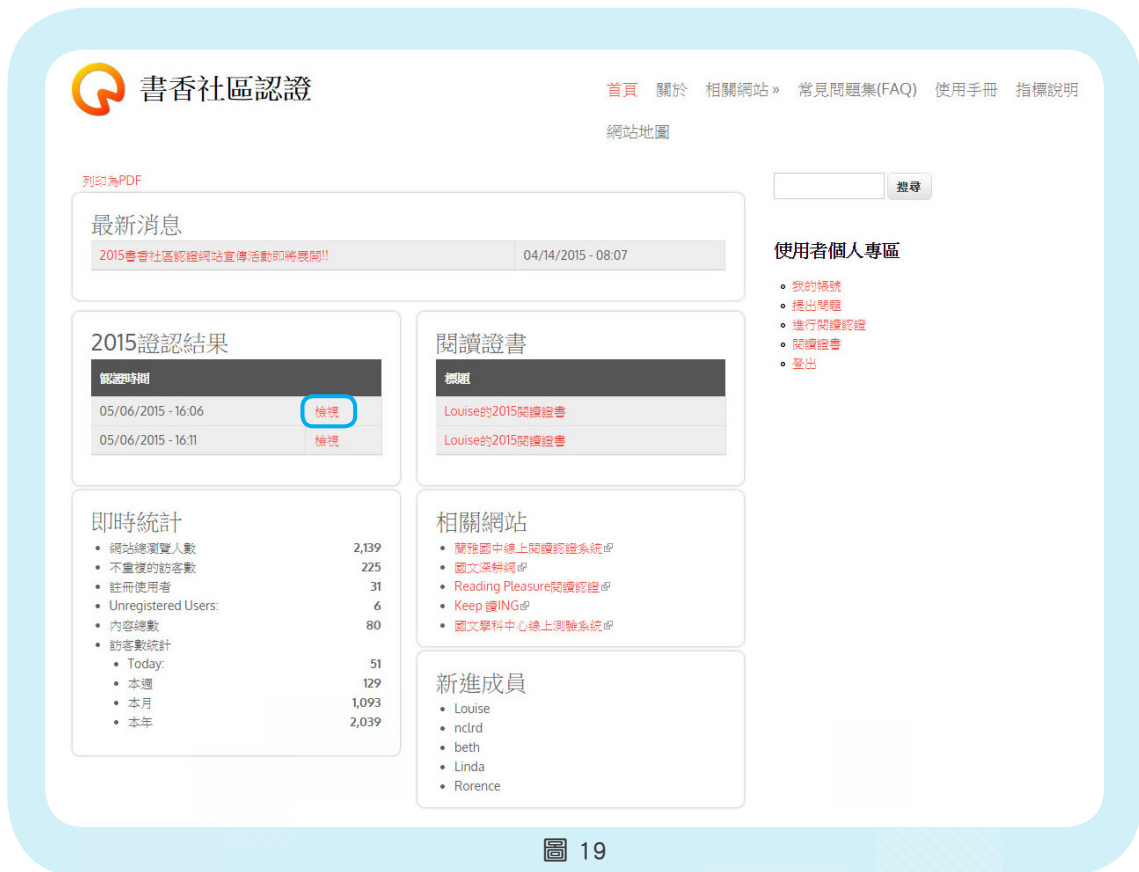 書香社區認證
首頁 關於 相關網站» 常見問題集(FAQ) 使用手冊 指標說明
網站地圖
列印為PDF
最新消息
2015書香社區認證網站宣傳活動即將展開!! 04/14/2015 - 08:07
2015證認結果
認證時間
05/06/2015 - 16:06 檢視
05/06/2015 - 16:11 檢視
閱讀證書
標題
Louise的2015閱讀證書
Louise的2015閱讀證書
即時統計
網站總瀏覽人數 2,139
不重複的訪客數 225
註冊使用者 31
Unregistered Users: 6
內容總數 80
訪客數統計
Today: 51
本週 129
本月 1,093
本年 2,039
相關網站
蘭雅國中線上閱讀認證系統
國文深耕網
Reading Pleasure閱讀認證
Keep 讀ING
國文學科中心線上測驗系統
新進成員
Louise
nclrd
beth
Linda
Rorence
搜尋
使用者個人專區
我的帳號
提出問題
進行閱讀認證
閱讀證書
登出
圖 19